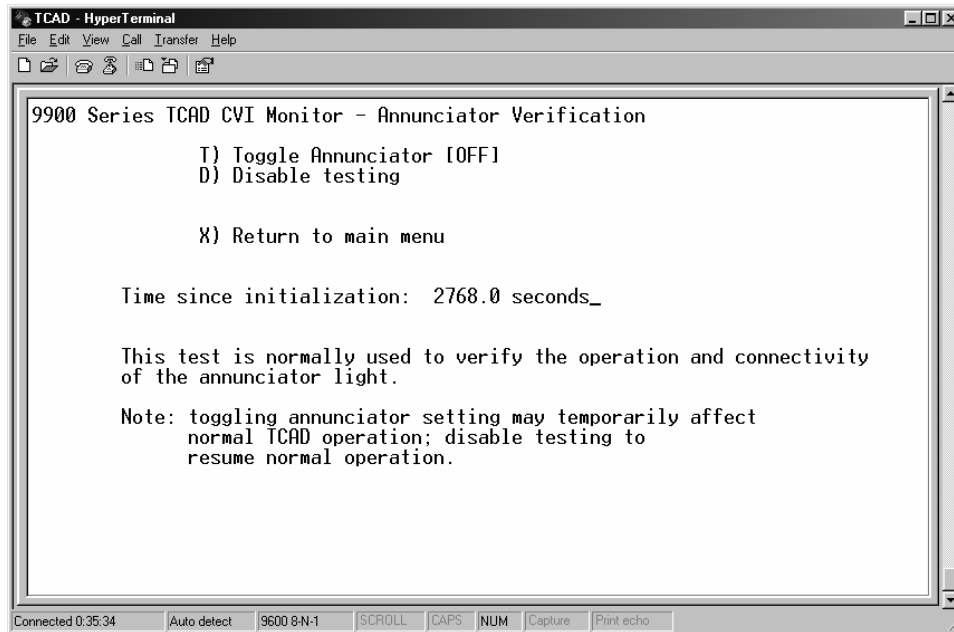 TCAD - HyperTerminal
File Edit View Call Transfer Help
9900 Series TCAD CVI Monitor - Annunciator Verification
T) Toggle Annunciator [OFF]
D) Disable testing
X) Return to main menu
Time since initialization: 2768.0 seconds_
This test is normally used to verify the operation and connectivity
of the annunciator light.
Note: toggling annunciator setting may temporarily affect
normal TCAD operation; disable testing to
resume normal operation.
Connected 0:35:34 Auto detect 9600 8-N-1 SCROLL CAPS NUM Capture Print echo